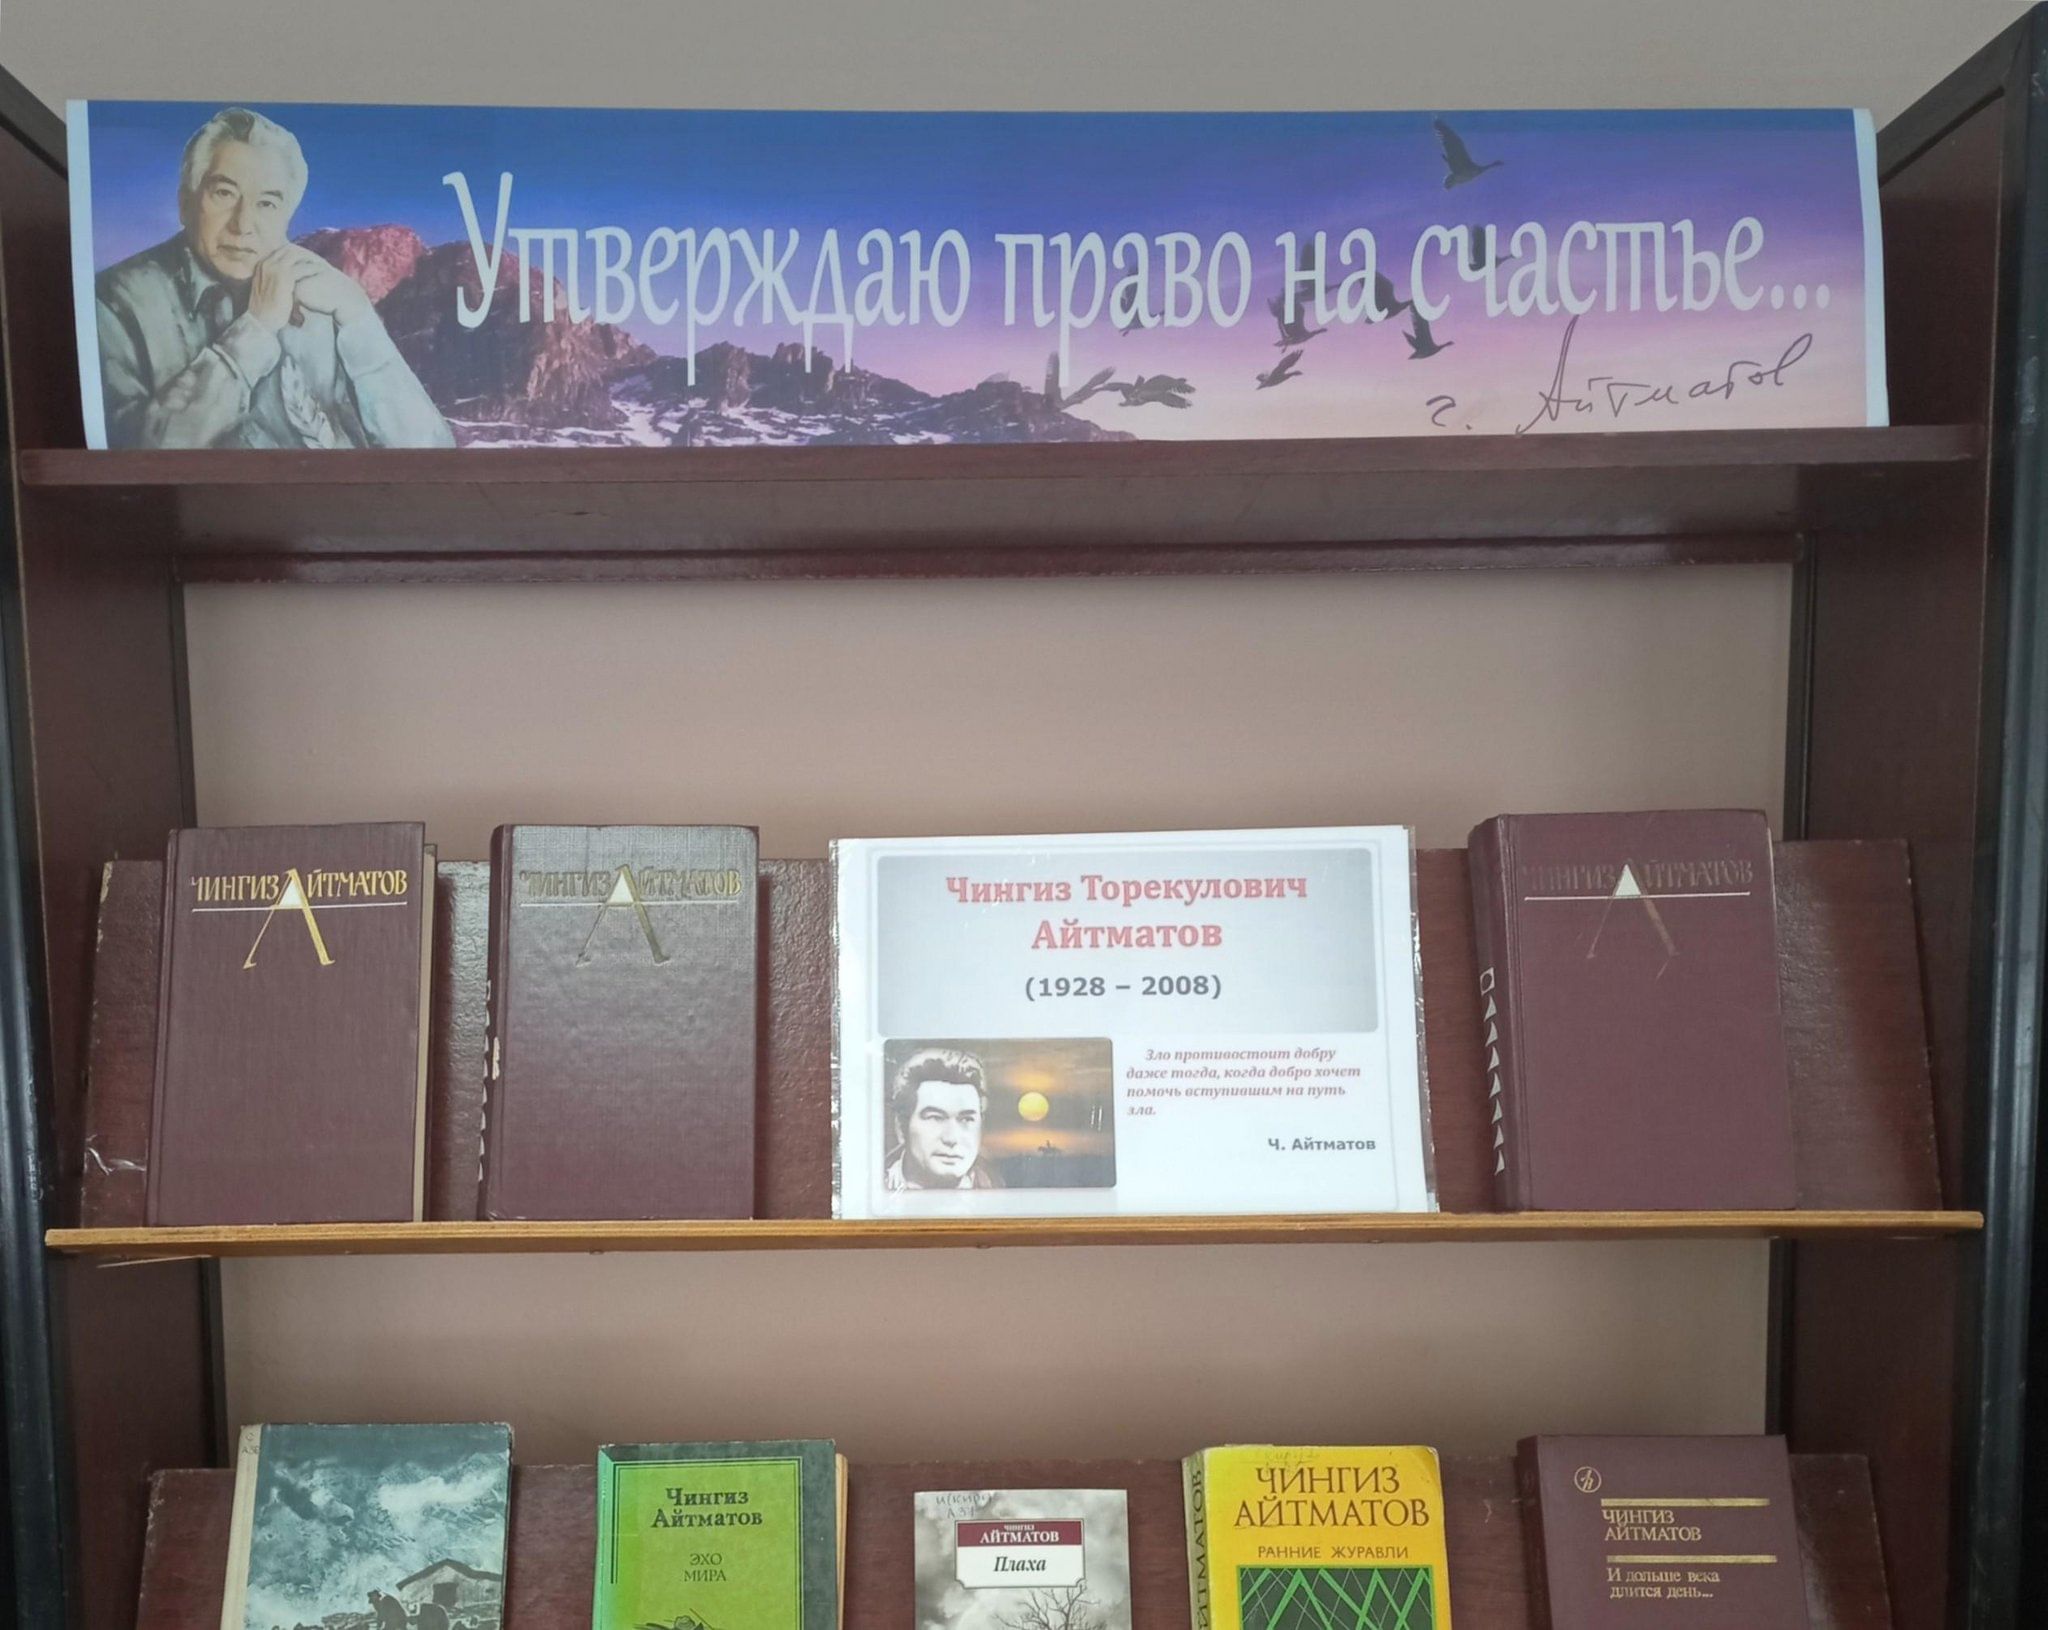 Утверждаю право на счастье...
Ч. Айтматов
ЧИНГИЗ АЙТМАТОВ
ЧИНГИЗ АЙТМАТОВ
Чингиз Торекулович
Айтматов
(1928 – 2008)
Зло противостоит добру
даже тогда, когда добро хочет
помочь вступившим на путь
зла.
Ч. Айтматов
ЧИНГИЗ АЙТМАТОВ
Чингиз
Айтматов
ЭХО
МИРА
ЧИНГИЗ
АЙТМАТОВ
Плаха
ЧИНГИЗ
АЙТМАТОВ
РАННИЕ ЖУРАВЛИ
ЧИНГИЗ
АЙТМАТОВ
И дольше века
длится день...